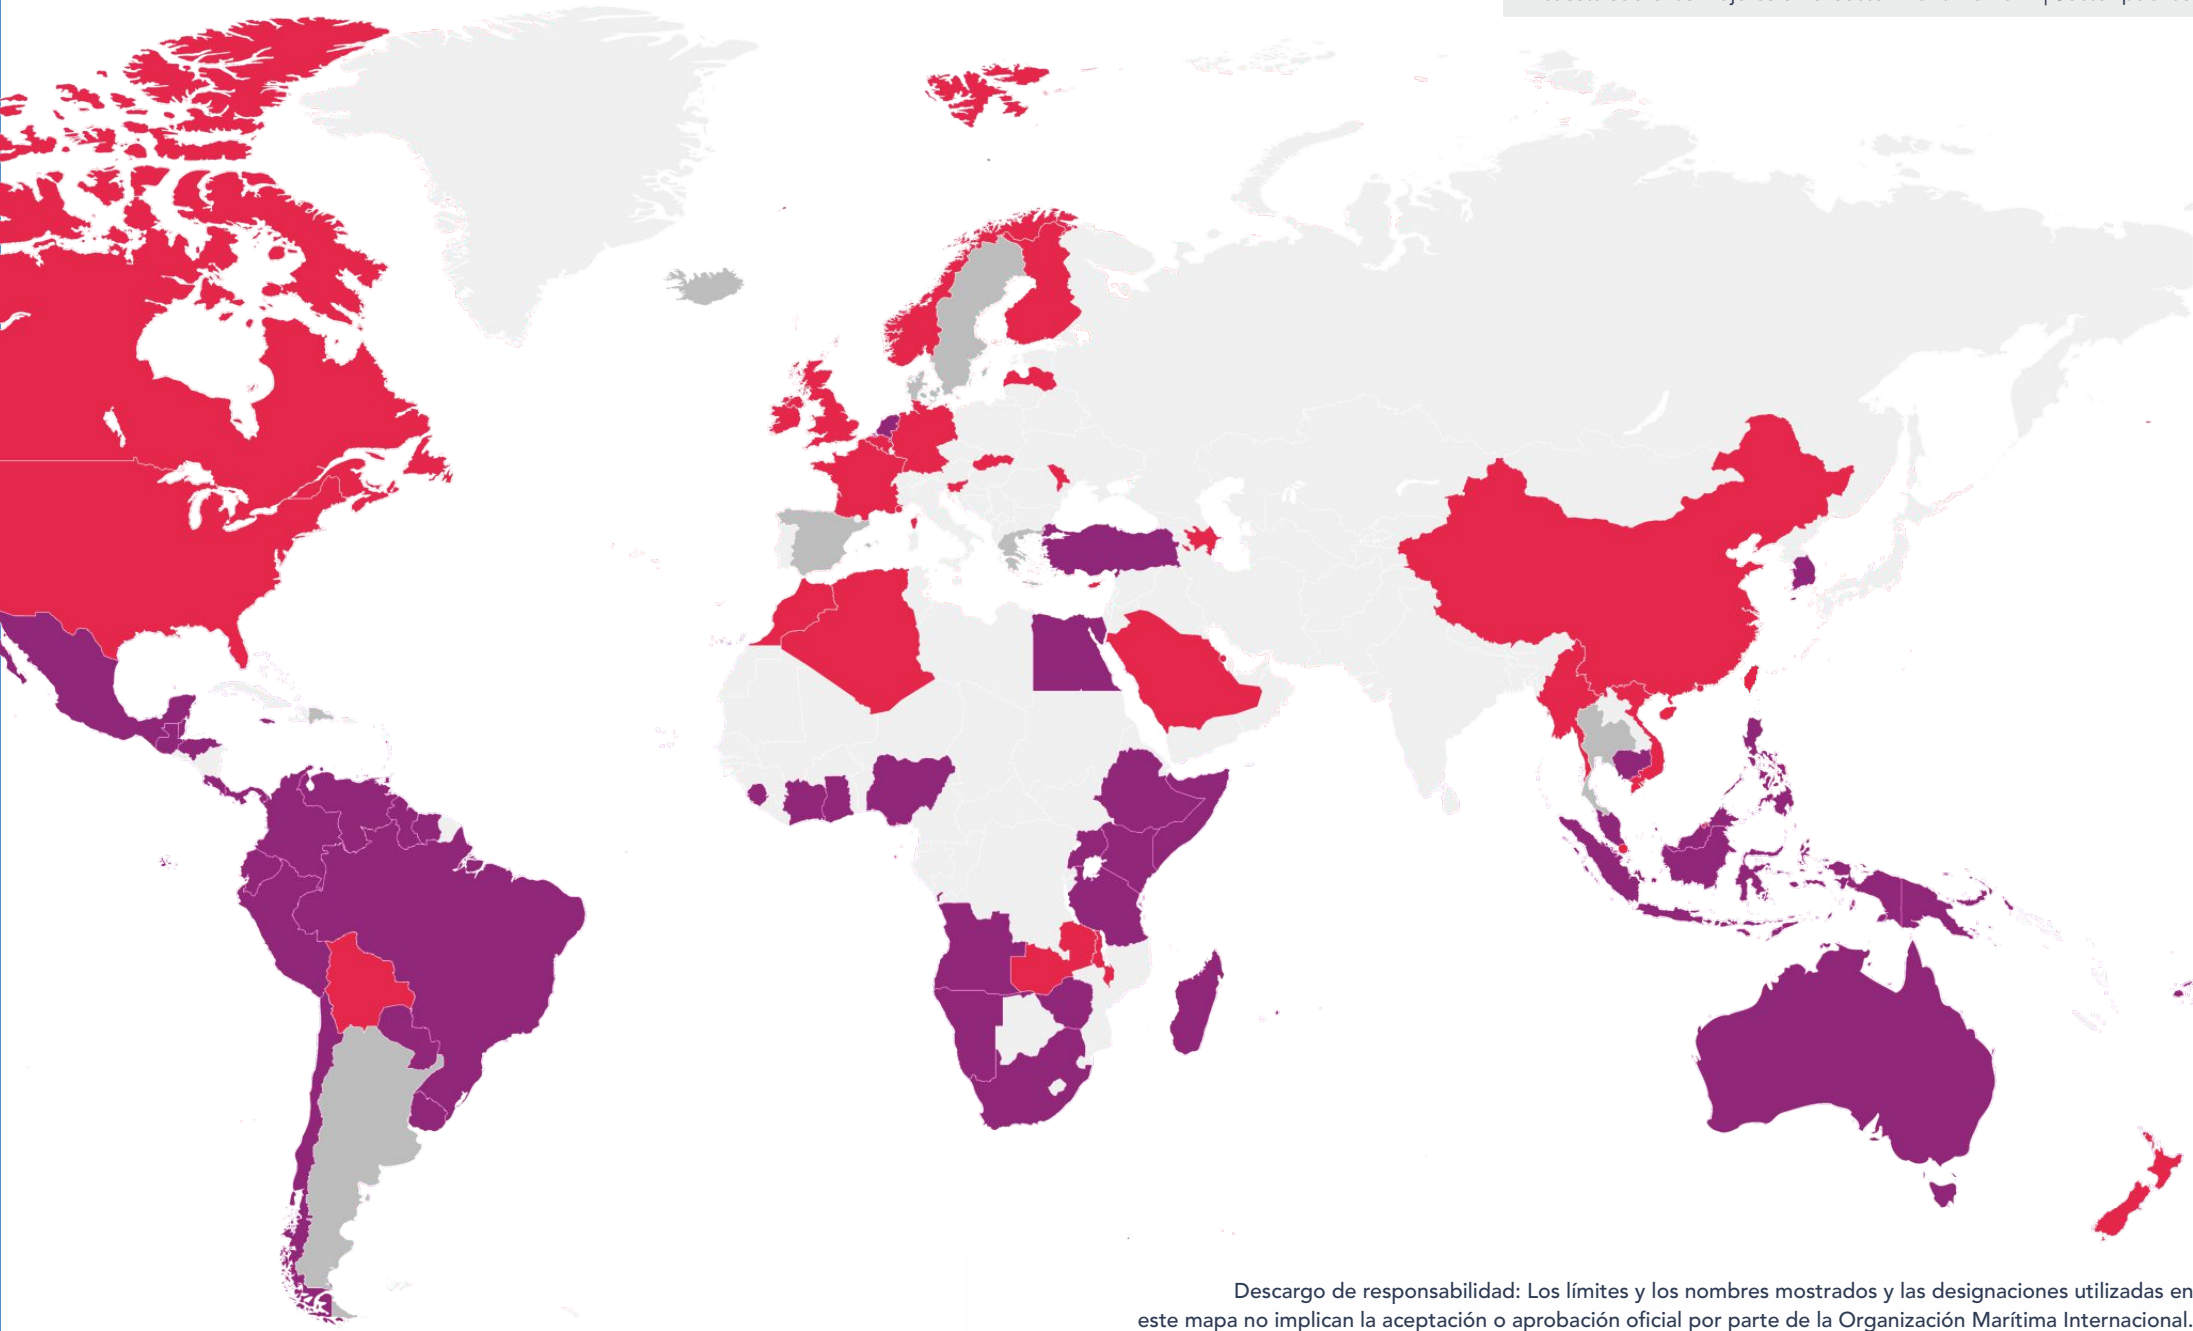 Descargo de responsabilidad: Los límites y los nombres mostrados y las designaciones utilizadas en
este mapa no implican la aceptación o aprobación oficial por parte de la Organización Marítima Internacional.